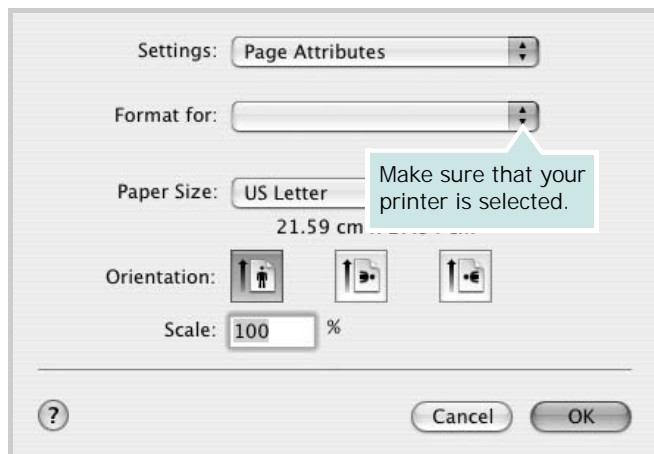 Settings: Page Attributes
Format for:
Make sure that your
printer is selected.
Paper Size: US Letter
21.59 cm
Orientation:
Scale: 100 %
? Cancel OK